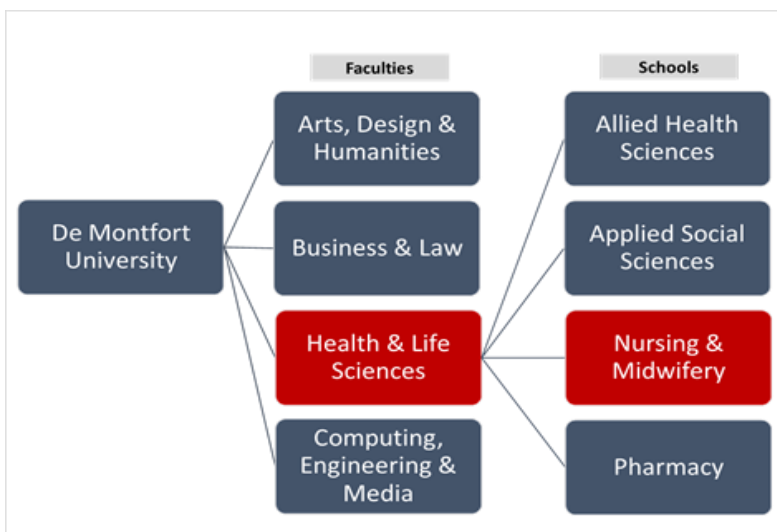 Faculties
Schools
De Montfort
University
Arts, Design &
Humanities
Business & Law
Health & Life
Sciences
Computing,
Engineering &
Media
Allied Health
Sciences
Applied Social
Sciences
Nursing &
Midwifery
Pharmacy